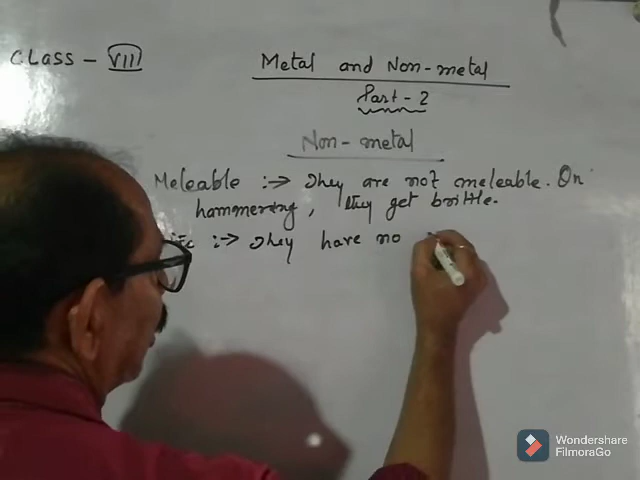 CLASS - VIII
Metal and Non-metal
Part - 2
Non-metal
Meleable :→ They are not meleable. On
hammering, they get brittle.
:→ They have no
Wondershare
FilmoraGo